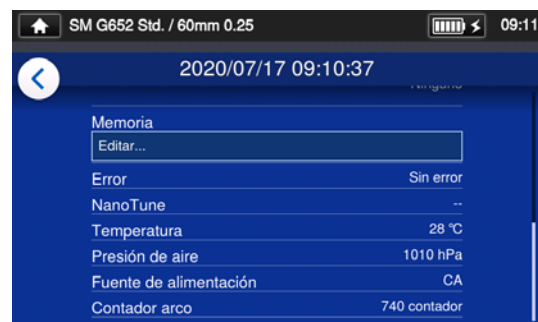 SM G652 Std. / 60mm 0.25 09:11
2020/07/17 09:10:37
Ninguno
Memoria
Editar...
Error Sin error
NanoTune --
Temperatura 28 °C
Presión de aire 1010 hPa
Fuente de alimentación CA
Contador arco 740 contador